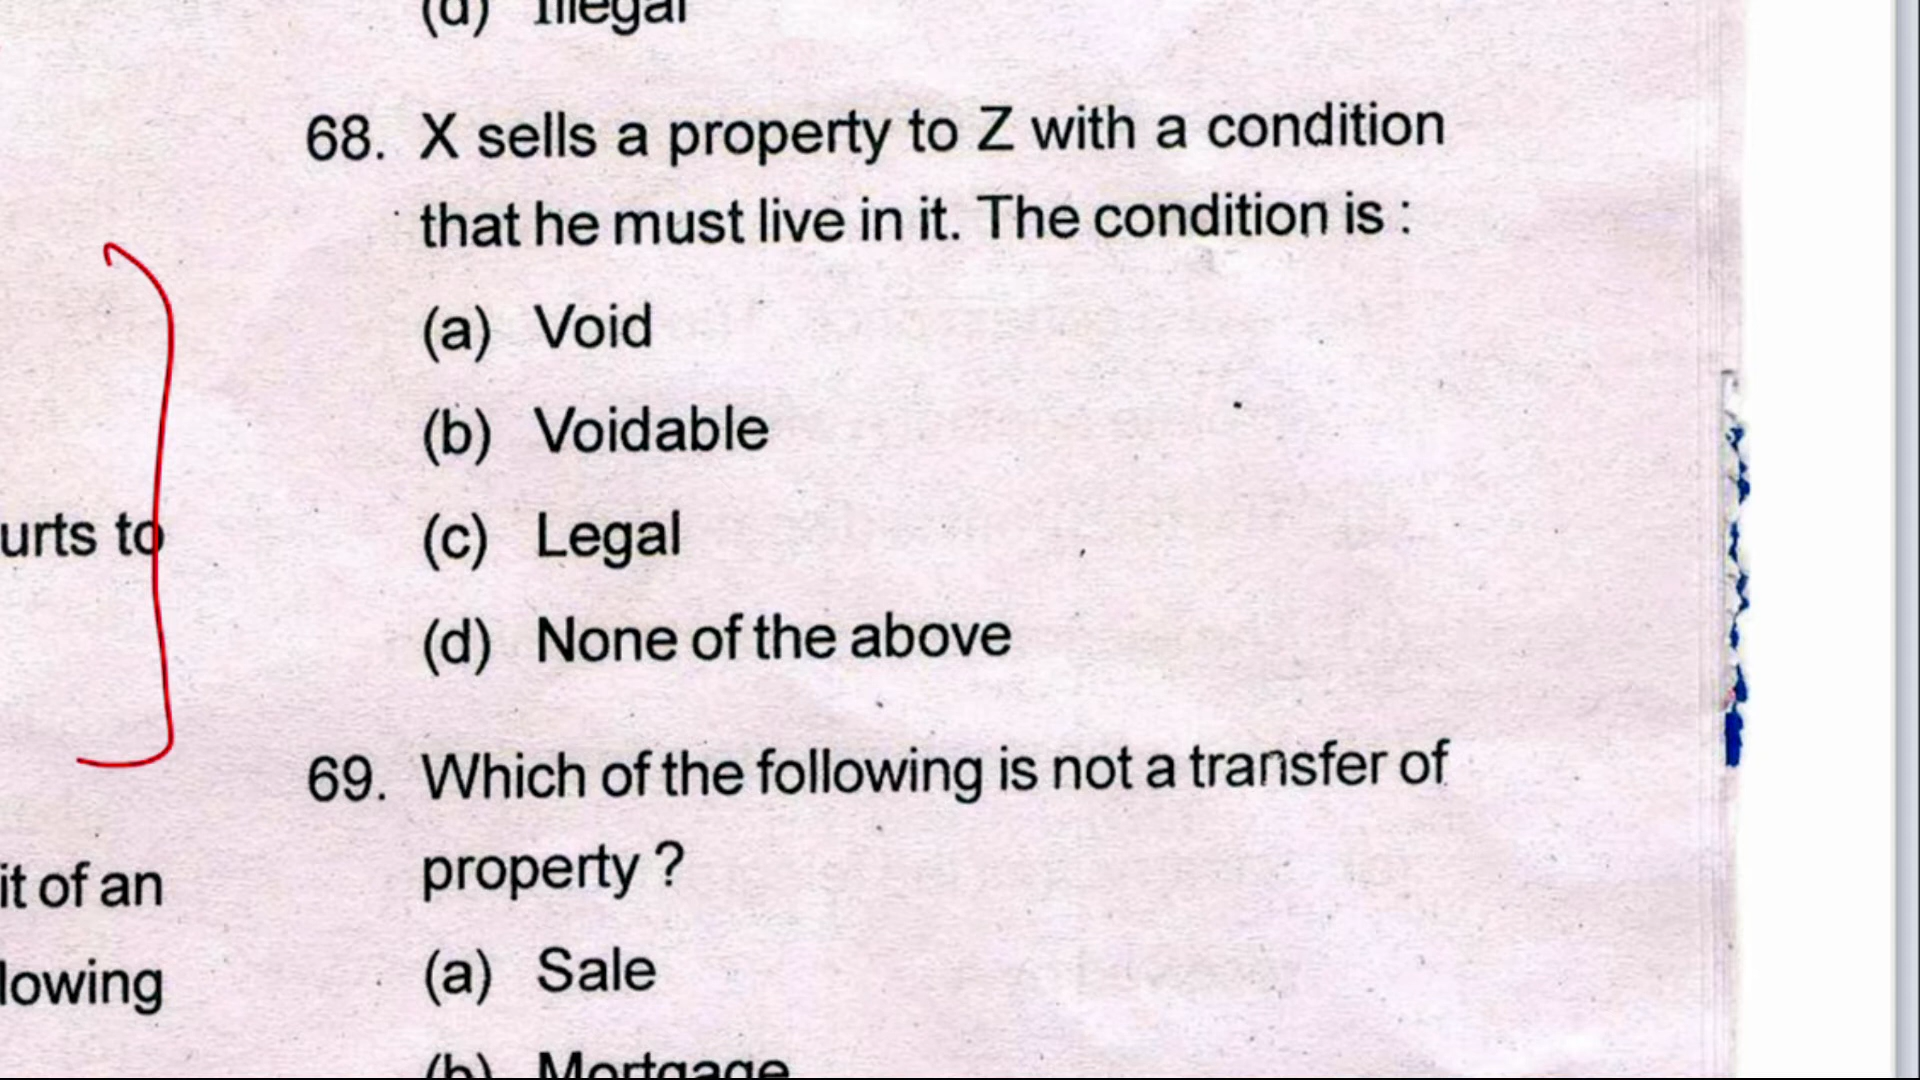 (d) Illegal
68. X sells a property to Z with a condition
that he must live in it. The condition is :
(a) Void
(b) Voidable
(c) Legal
(d) None of the above
69. Which of the following is not a transfer of
property ?
(a) Sale
(b) Mortgage
urts to
it of an
lowing